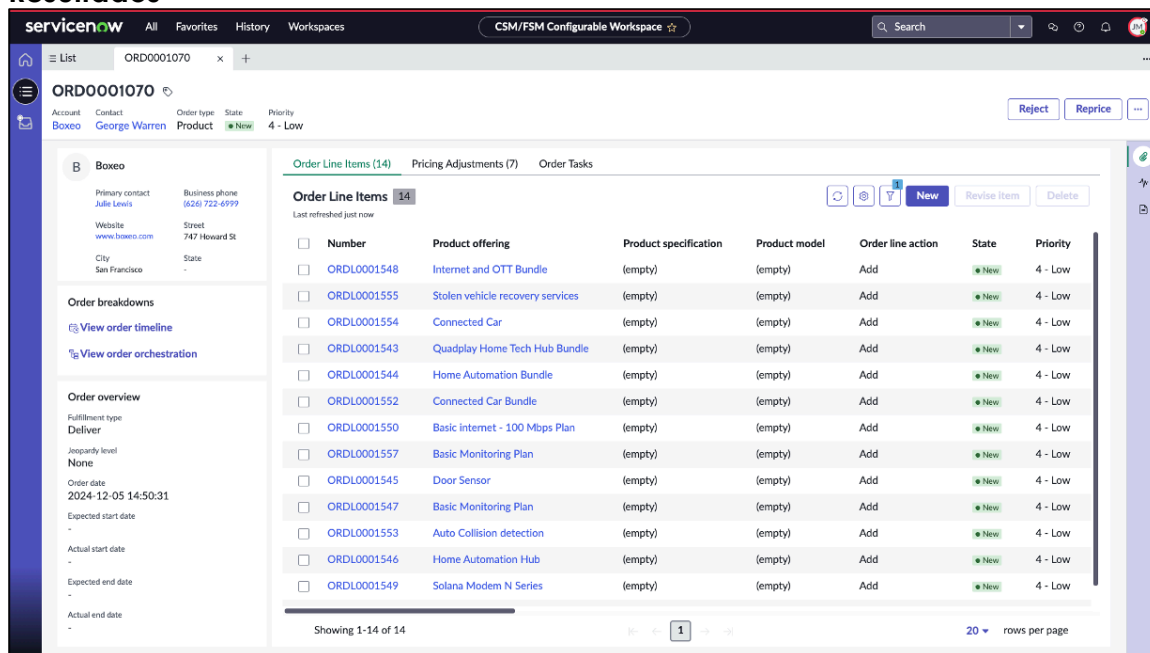 servicenow All Favorites History Workspaces CSM/FSM Configurable Workspace Search JM
List ORD0001070 × +
ORD0001070
Account Contact Order type State Priority
Boxeo George Warren Product New 4 - Low
Reject Reprice
B Boxeo
Primary contact Business phone
Julie Lewis (626) 722-6999
Website Street
www.boxeo.com 747 Howard St
City State
San Francisco -
Order breakdowns
View order timeline
View order orchestration
Order overview
Fulfillment type
Deliver
Jeopardy level
None
Order date
2024-12-05 14:50:31
Expected start date
-
Actual start date
-
Expected end date
-
Actual end date
-
Order Line Items (14) Pricing Adjustments (7) Order Tasks
Order Line Items 14
Last refreshed just now
1 New Revise item Delete
Number Product offering Product specification Product model Order line action State Priority
ORDL0001548 Internet and OTT Bundle (empty) (empty) Add New 4 - Low
ORDL0001555 Stolen vehicle recovery services (empty) (empty) Add New 4 - Low
ORDL0001554 Connected Car (empty) (empty) Add New 4 - Low
ORDL0001543 Quadplay Home Tech Hub Bundle (empty) (empty) Add New 4 - Low
ORDL0001544 Home Automation Bundle (empty) (empty) Add New 4 - Low
ORDL0001552 Connected Car Bundle (empty) (empty) Add New 4 - Low
ORDL0001550 Basic internet - 100 Mbps Plan (empty) (empty) Add New 4 - Low
ORDL0001557 Basic Monitoring Plan (empty) (empty) Add New 4 - Low
ORDL0001545 Door Sensor (empty) (empty) Add New 4 - Low
ORDL0001547 Basic Monitoring Plan (empty) (empty) Add New 4 - Low
ORDL0001553 Auto Collision detection (empty) (empty) Add New 4 - Low
ORDL0001546 Home Automation Hub (empty) (empty) Add New 4 - Low
ORDL0001549 Solana Modem N Series (empty) (empty) Add New 4 - Low
Showing 1-14 of 14 1 20 rows per page